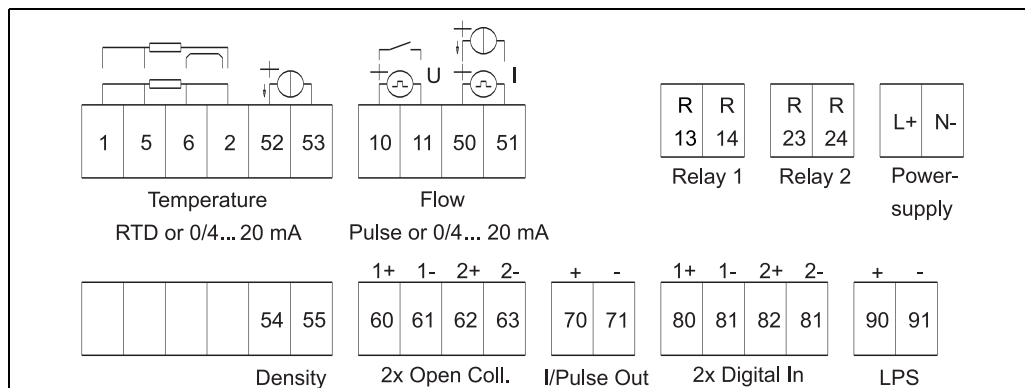 + + U + + I
1 5 6 2 52 53 10 11 50 51
R R R R
13 14 23 24
L+ N-
Relay 1 Relay 2 Power-
supply
Temperature Flow
RTD or 0/4... 20 mA Pulse or 0/4... 20 mA
1+ 1- 2+ 2- + - 1+ 1- 2+ 2- + -
54 55 60 61 62 63 70 71 80 81 82 81 90 91
Density 2x Open Coll. I/Pulse Out 2x Digital In LPS